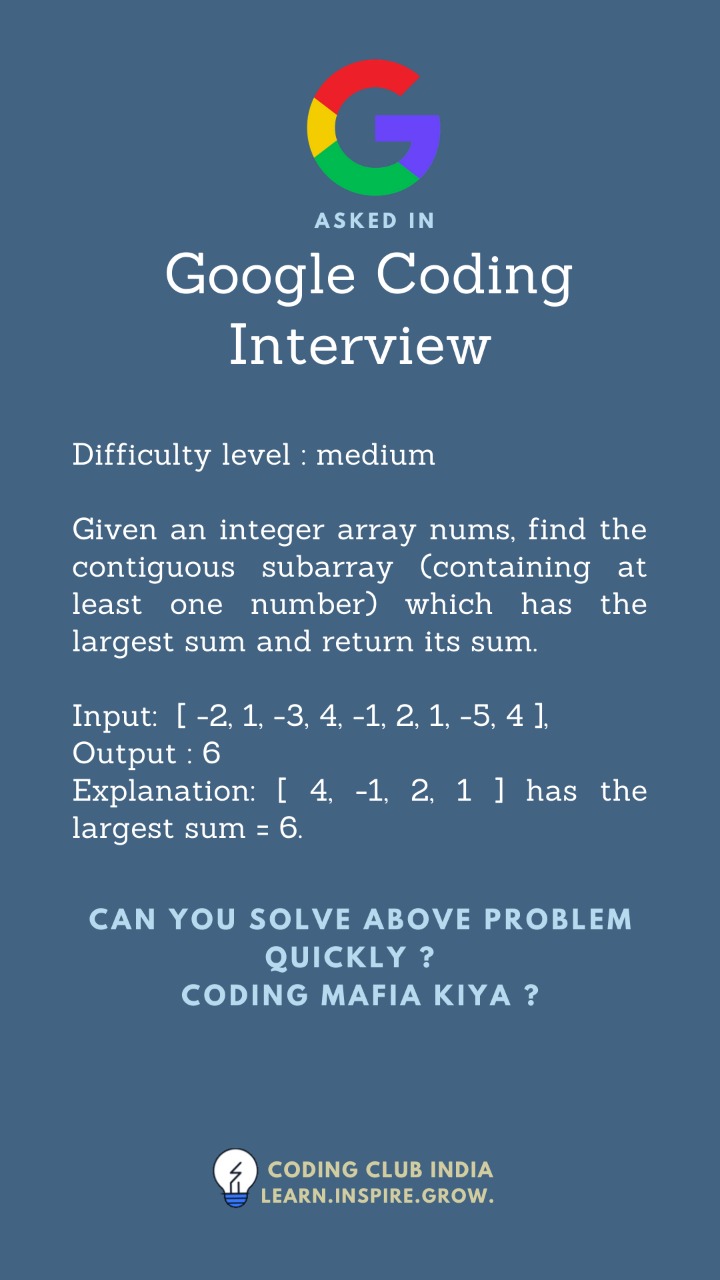 ASKED IN
Google Coding
Interview
Difficulty level : medium
Given an integer array nums, find the
contiguous subarray (containing at
least one number) which has the
largest sum and return its sum.
Input: [ -2, 1, -3, 4, -1, 2, 1, -5, 4 ],
Output : 6
Explanation: [ 4, -1, 2, 1 ] has the
largest sum = 6.
CAN YOU SOLVE ABOVE PROBLEM
QUICKLY ?
CODING MAFIA KIYA ?
CODING CLUB INDIA
LEARN.INSPIRE.GROW.